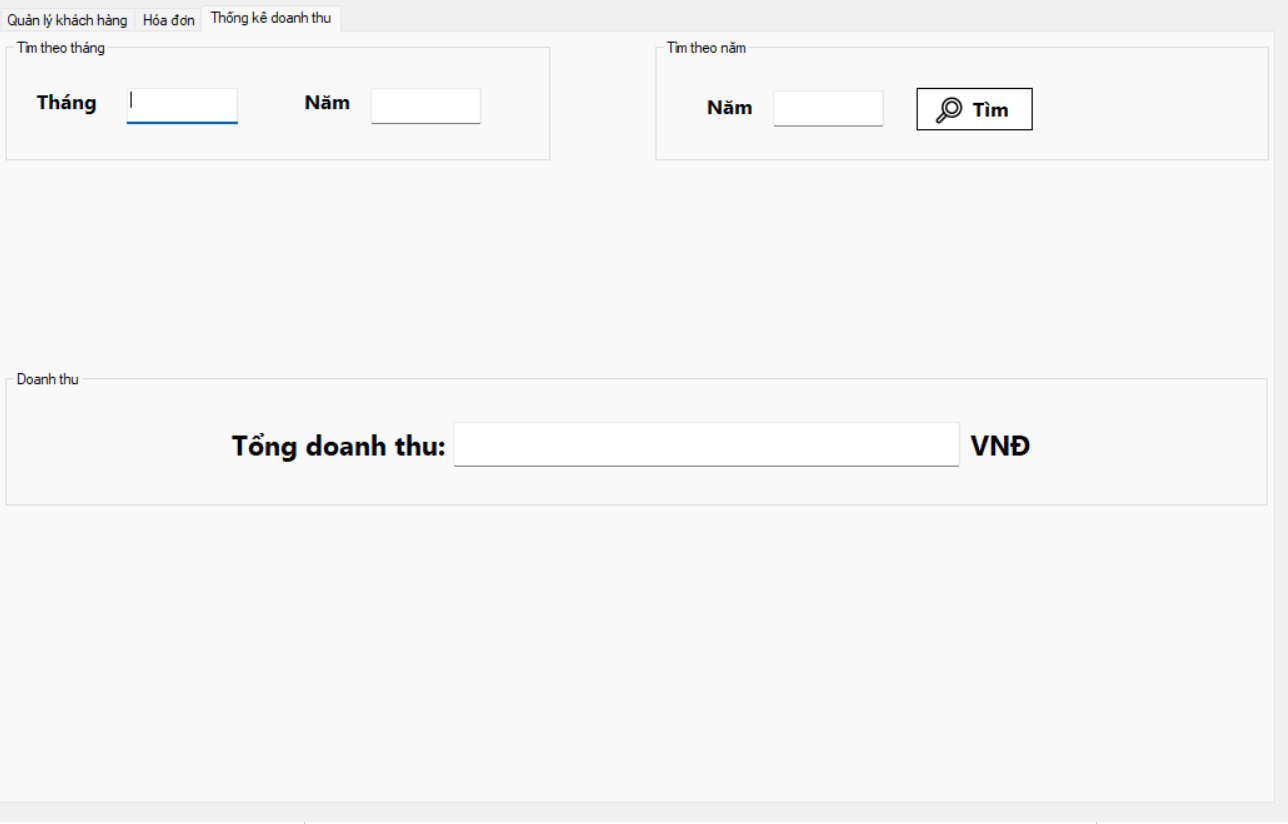 Quản lý khách hàng Hóa đơn Thống kê doanh thu
Tìm theo tháng
Tháng Năm
Tìm theo năm
Năm Tìm
Doanh thu
Tổng doanh thu: VNĐ